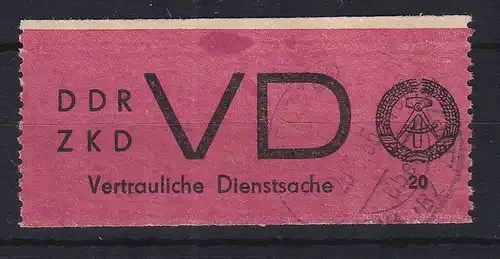 DDR
ZKD
VD
Vertrauliche Dienstsache
20